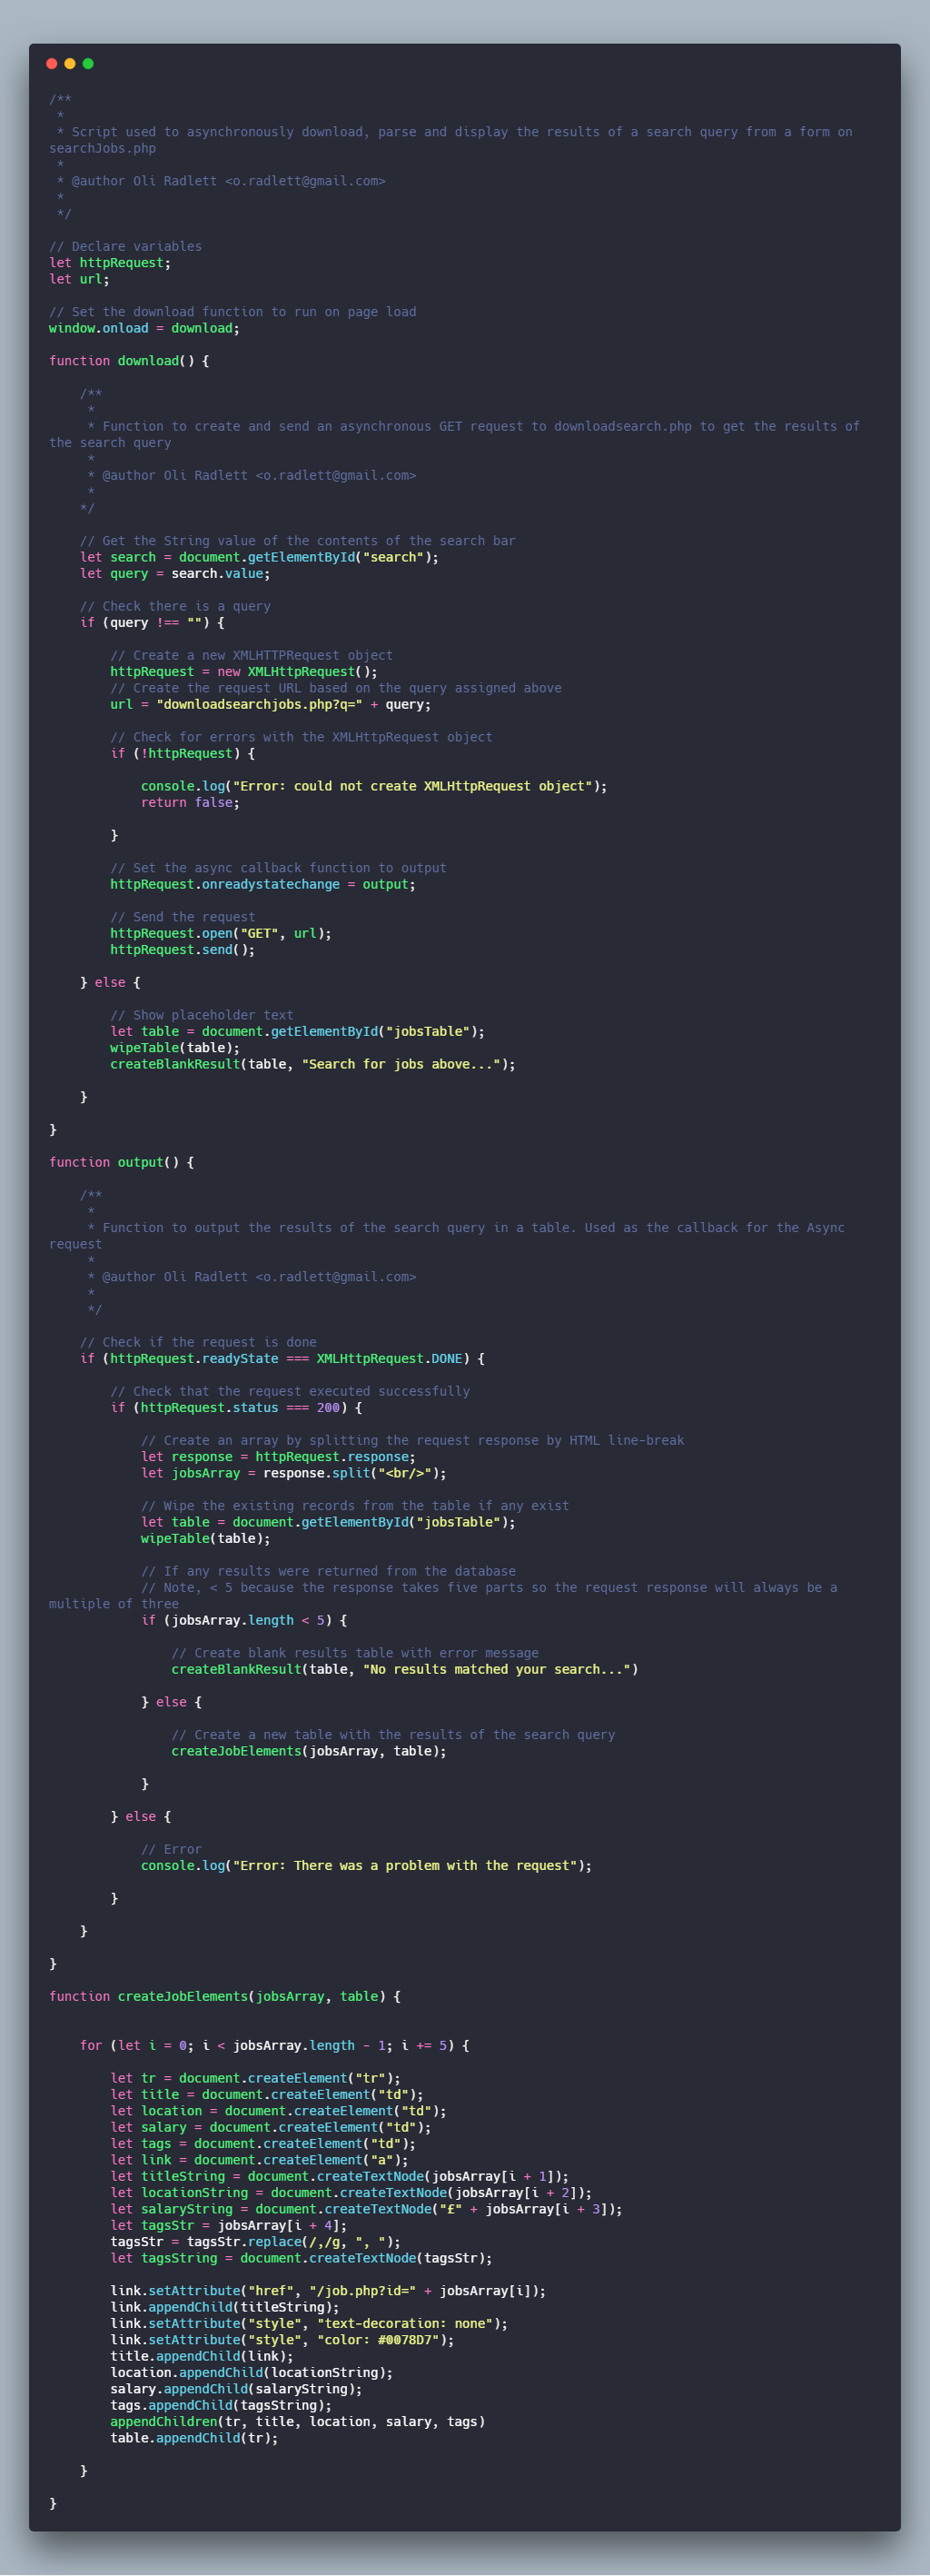 /**
 *
 * Script used to asynchronously download, parse and display the results of a search query from a form on
searchJobs.php
 *
 * @author Oli Radlett <o.radlett@gmail.com>
 *
 */

// Declare variables
let httpRequest;
let url;

// Set the download function to run on page load
window.onload = download;

function download() {

    /**
     *
     * Function to create and send an asynchronous GET request to downloadsearch.php to get the results of
the search query
     *
     * @author Oli Radlett <o.radlett@gmail.com>
     *
    */

    // Get the String value of the contents of the search bar
    let search = document.getElementById("search");
    let query = search.value;

    // Check there is a query
    if (query !== "") {

        // Create a new XMLHTTPRequest object
        httpRequest = new XMLHttpRequest();
        // Create the request URL based on the query assigned above
        url = "downloadsearchjobs.php?q=" + query;

        // Check for errors with the XMLHttpRequest object
        if (!httpRequest) {

            console.log("Error: could not create XMLHttpRequest object");
            return false;

        }

        // Set the async callback function to output
        httpRequest.onreadystatechange = output;

        // Send the request
        httpRequest.open("GET", url);
        httpRequest.send();

    } else {

        // Show placeholder text
        let table = document.getElementById("jobsTable");
        wipeTable(table);
        createBlankResult(table, "Search for jobs above...");

    }

}

function output() {

    /**
     *
     * Function to output the results of the search query in a table. Used as the callback for the Async
request
     *
     * @author Oli Radlett <o.radlett@gmail.com>
     *
     */

    // Check if the request is done
    if (httpRequest.readyState === XMLHttpRequest.DONE) {

        // Check that the request executed successfully
        if (httpRequest.status === 200) {

            // Create an array by splitting the request response by HTML line-break
            let response = httpRequest.response;
            let jobsArray = response.split("<br/>");

            // Wipe the existing records from the table if any exist
            let table = document.getElementById("jobsTable");
            wipeTable(table);

            // If any results were returned from the database
            // Note, < 5 because the response takes five parts so the request response will always be a
multiple of three
            if (jobsArray.length < 5) {

                // Create blank results table with error message
                createBlankResult(table, "No results matched your search...")

            } else {

                // Create a new table with the results of the search query
                createJobElements(jobsArray, table);

            }

        } else {

            // Error
            console.log("Error: There was a problem with the request");

        }

    }

}

function createJobElements(jobsArray, table) {


    for (let i = 0; i < jobsArray.length - 1; i += 5) {

        let tr = document.createElement("tr");
        let title = document.createElement("td");
        let location = document.createElement("td");
        let salary = document.createElement("td");
        let tags = document.createElement("td");
        let link = document.createElement("a");
        let titleString = document.createTextNode(jobsArray[i + 1]);
        let locationString = document.createTextNode(jobsArray[i + 2]);
        let salaryString = document.createTextNode("£" + jobsArray[i + 3]);
        let tagsStr = jobsArray[i + 4];
        tagsStr = tagsStr.replace(/,/g, ", ");
        let tagsString = document.createTextNode(tagsStr);

        link.setAttribute("href", "/job.php?id=" + jobsArray[i]);
        link.appendChild(titleString);
        link.setAttribute("style", "text-decoration: none");
        link.setAttribute("style", "color: #0078D7");
        title.appendChild(link);
        location.appendChild(locationString);
        salary.appendChild(salaryString);
        tags.appendChild(tagsString);
        appendChildren(tr, title, location, salary, tags)
        table.appendChild(tr);

    }

}